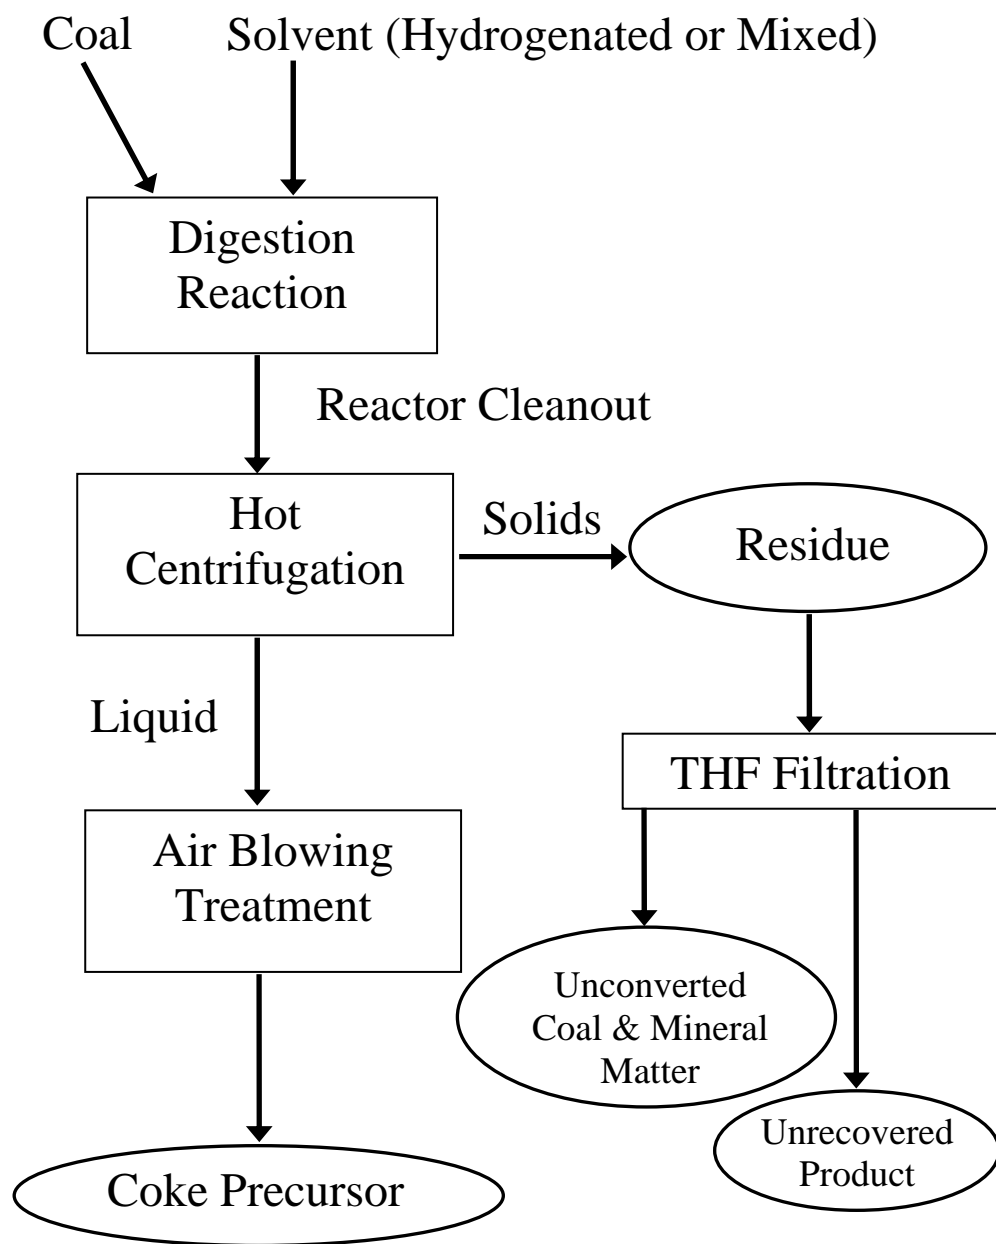 Coal
Solvent (Hydrogenated or Mixed)
Digestion
Reaction
Reactor Cleanout
Hot
Centrifugation
Solids
Residue
Liquid
THF Filtration
Air Blowing
Treatment
Unconverted
Coal & Mineral
Matter
Unrecovered
Product
Coke Precursor